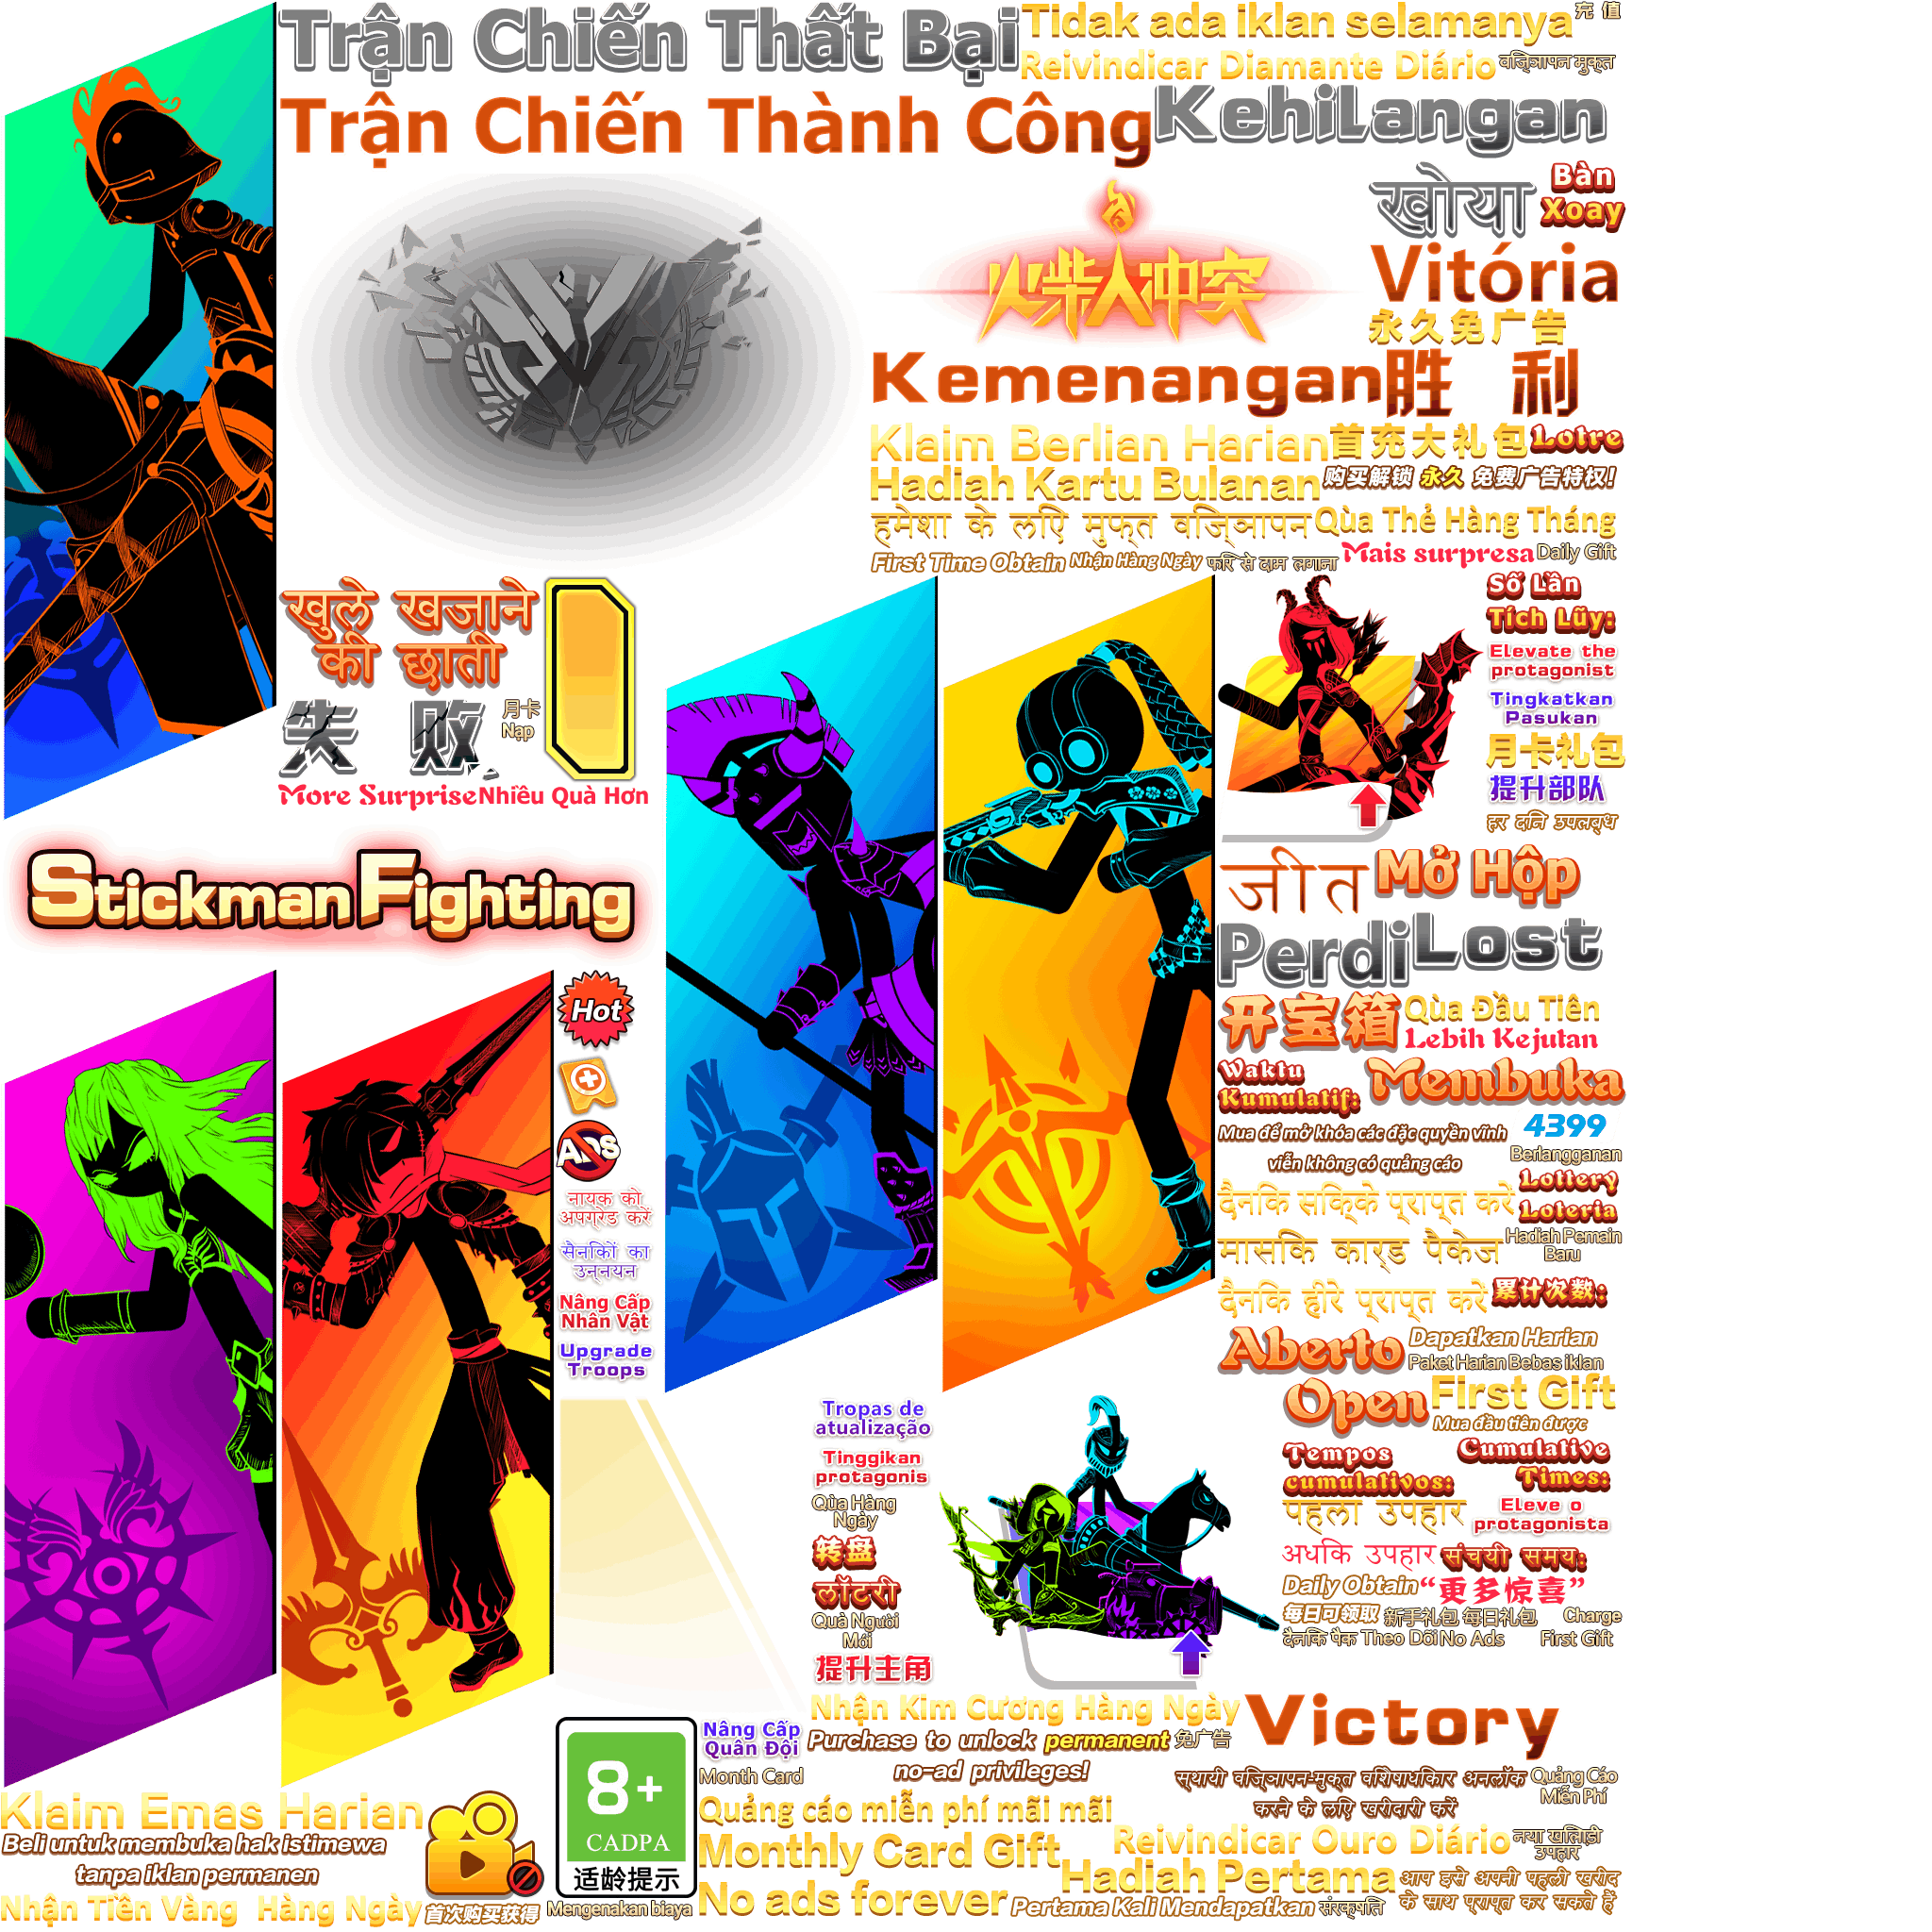 Trận Chiến Thất Bại
Tidak ada iklan selamanya
充 值
Reivindicar Diamante Diário
वज्ञिापन मुक्त
Trận Chiến Thành Công
KehiLangan
खोया
Bàn
Xoay
火柴人冲突
Vitória
永久免广告
Kemenangan
胜 利
Klaim Berlian Harian
首充大礼包
Lotre
Hadiah Kartu Bulanan
购买解锁 永久 免费广告特权!
हमेशा के लिए मुफ्त वज्ञिापन
Qùa Thẻ Hàng Tháng
First Time Obtain
Nhận Hàng Ngày
फिर से दाम लगाना
Mais surpresa
Daily Gift
खुले खजाने
की छाती
失 败
月卡
Nạp
More Surprise
Nhiều Quà Hơn
Số Lần
Tích Lũy:
Elevate the
protagonist
Tingkatkan
Pasukan
月卡礼包
提升部队
हर दिन उपलब्ध
Stickman Fighting
जीत
Mở Hộp
Perdi
Lost
开宝箱
Qùa Đầu Tiên
Lebih Kejutan
Hot
Waktu
Kumulatif:
Membuka
ADS
Mua để mở khóa các đặc quyền vĩnh
viễn không có quảng cáo
4399
Berlangganan
Lottery
Loteria
नायक को
अपग्रेड करें
दैनिक सिक्के प्राप्त करें
सैनिकों का
उन्नयन
मासिक कार्ड पैकेज
Hadiah Pemain
Baru
Nâng Cấp
Nhân Vật
दैनिक हीरे प्राप्त करें
累计次数:
Upgrade
Troops
Aberto
Dapatkan Harian
Paket Harian Bebas Iklan
Open
First Gift
Mua đầu tiên được
Tropas de
atualização
Tinggikan
protagonis
Tempos
cumulativos:
Cumulative
Times:
Qùa Hàng
Ngày
पहला उपहार
Eleve o
protagonista
转盘
अधिक उपहार
संचयी समय:
लॉटरी
Daily Obtain
“更多惊喜”
Quà Người
Mới
每日可领取
新手礼包
每日礼包
Charge
दैनिक पैक
Theo Dõi
No Ads
First Gift
提升主角
Nhận Kim Cương Hàng Ngày
Victory
Nâng Cấp
Quân Đội
Purchase to unlock permanent
no-ad privileges!
免广告
Month Card
स्थायी वज्ञिापन-मुक्त विशेषाधिकार अनलॉक
करने के लिए खरीदारी करें
Quảng Cáo
Miễn Phí
8+
CADPA
适龄提示
Klaim Emas Harian
Quảng cáo miễn phí mãi mãi
Beli untuk membuka hak istimewa
tanpa iklan permanen
Monthly Card Gift
Reivindicar Ouro Diário
नया खिलाड़ी
उपहार
Hadiah Pertama
आप इसे अपनी पहली खरीद
के साथ प्राप्त कर सकते हैं
Nhận Tiền Vàng Hàng Ngày
首次购买获得
Mengenakan biaya
No ads forever
Pertama Kali Mendapatkan
संरक्षित